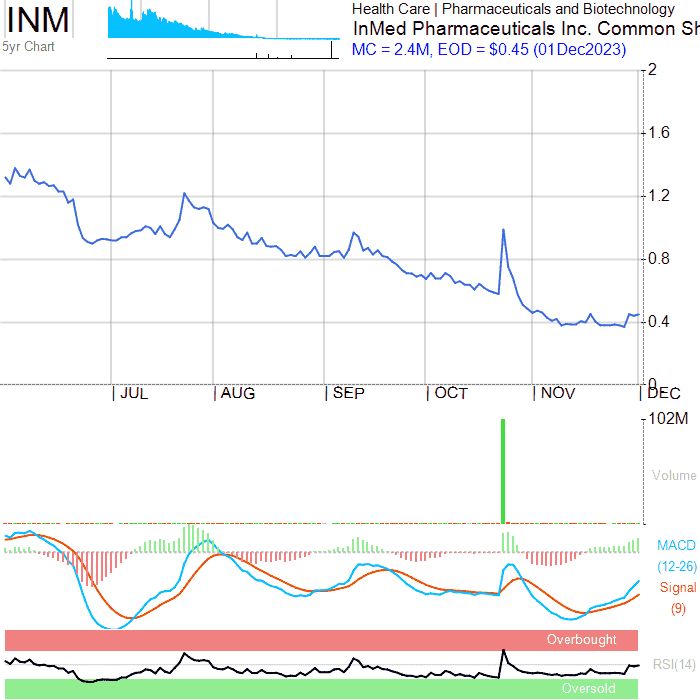 INM
5yr Chart
Health Care | Pharmaceuticals and Biotechnology
InMed Pharmaceuticals Inc. Common Sh
MC = 2.4M, EOD = $0.45 (01Dec2023)
2
1.6
1.2
0.8
0.4
0
JUL
AUG
SEP
OCT
NOV
DEC
102M
Volume
MACD
(12-26)
Signal
(9)
Overbought
RSI(14)
Oversold